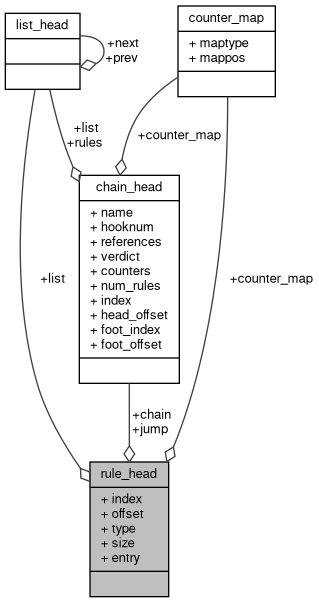 list_head
+next
+prev
counter_map
+ maptype
+ mappos
+list
+rules
+counter_map
chain_head
+ name
+ hooknum
+ references
+ verdict
+ counters
+ num_rules
+ index
+ head_offset
+ foot_index
+ foot_offset
+list
+counter_map
+chain
+jump
rule_head
+ index
+ offset
+ type
+ size
+ entry